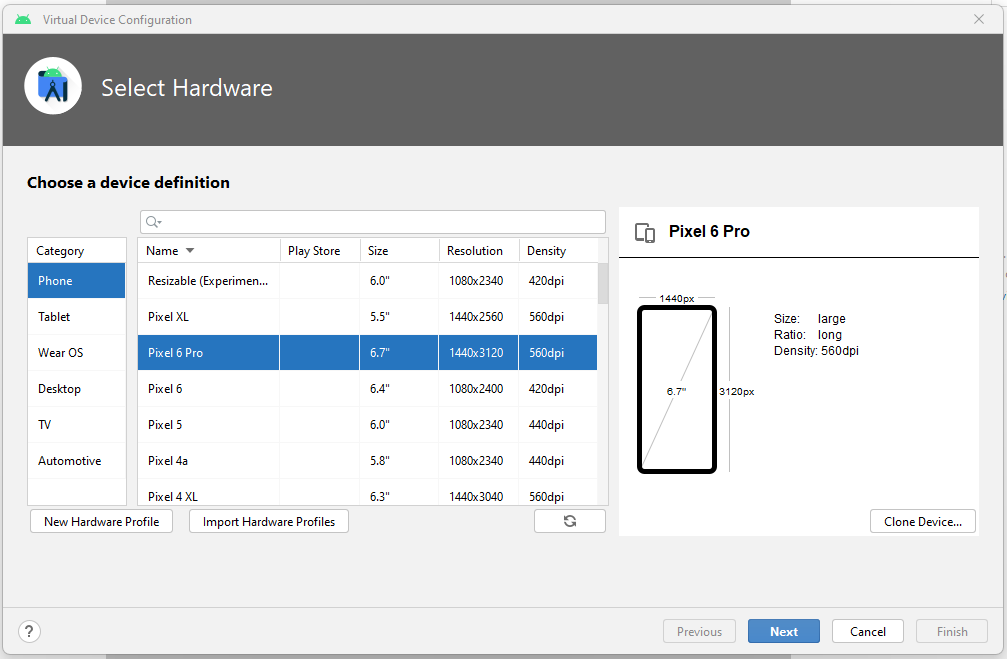 Virtual Device Configuration
Select Hardware
Choose a device definition
Category
Phone
Tablet
Wear OS
Desktop
TV
Automotive
Name Play Store Size Resolution Density
Resizable (Experimen... 6.0" 1080x2340 420dpi
Pixel XL 5.5" 1440x2560 560dpi
Pixel 6 Pro 6.7" 1440x3120 560dpi
Pixel 6 6.4" 1080x2400 420dpi
Pixel 5 6.0" 1080x2340 440dpi
Pixel 4a 5.8" 1080x2340 440dpi
Pixel 4 XL 6.3" 1440x3040 560dpi
New Hardware Profile
Import Hardware Profiles
Pixel 6 Pro
1440px
6.7"
3120px
Size: large
Ratio: long
Density: 560dpi
Clone Device...
?
Previous
Next
Cancel
Finish